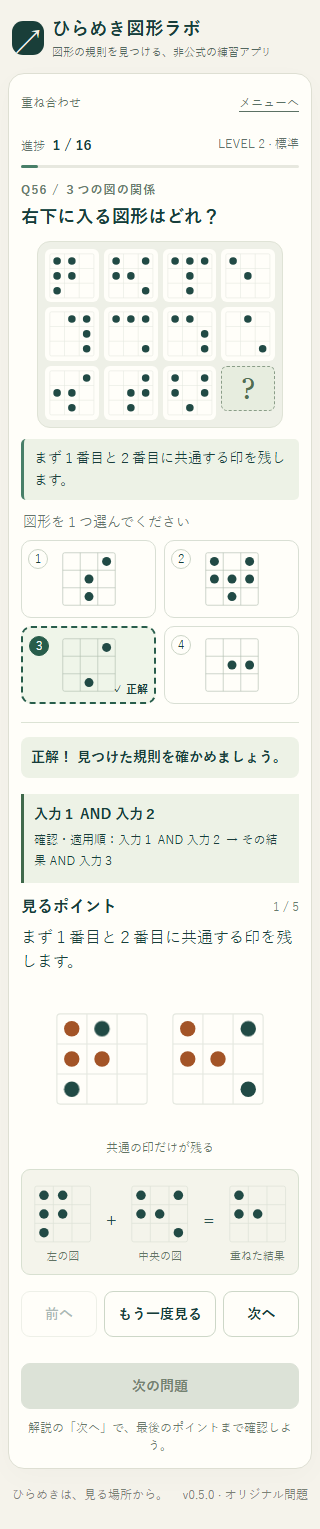 ひらめき図形ラボ
図形の規則を見つける、非公式の練習アプリ
重ね合わせ
メニューへ
進捗 1 / 16
LEVEL 2 · 標準
Q56 / ３つの図の関係
右下に入る図形はどれ？
?
まず１番目と２番目に共通する印を残し
ます。
図形を１つ選んでください
1
2
3
✓ 正解
4
正解！ 見つけた規則を確かめましょう。
入力１ AND 入力２
確認・適用順：入力１ AND 入力２ → その結
果 AND 入力３
見るポイント
1 / 5
まず１番目と２番目に共通する印を残
します。
共通の印だけが残る
+
=
左の図
中央の図
重ねた結果
前へ
もう一度見る
次へ
次の問題
解説の「次へ」で、最後のポイントまで確認しよ
う。
ひらめきは、見る場所から。
v0.5.0 · オリジナル問題